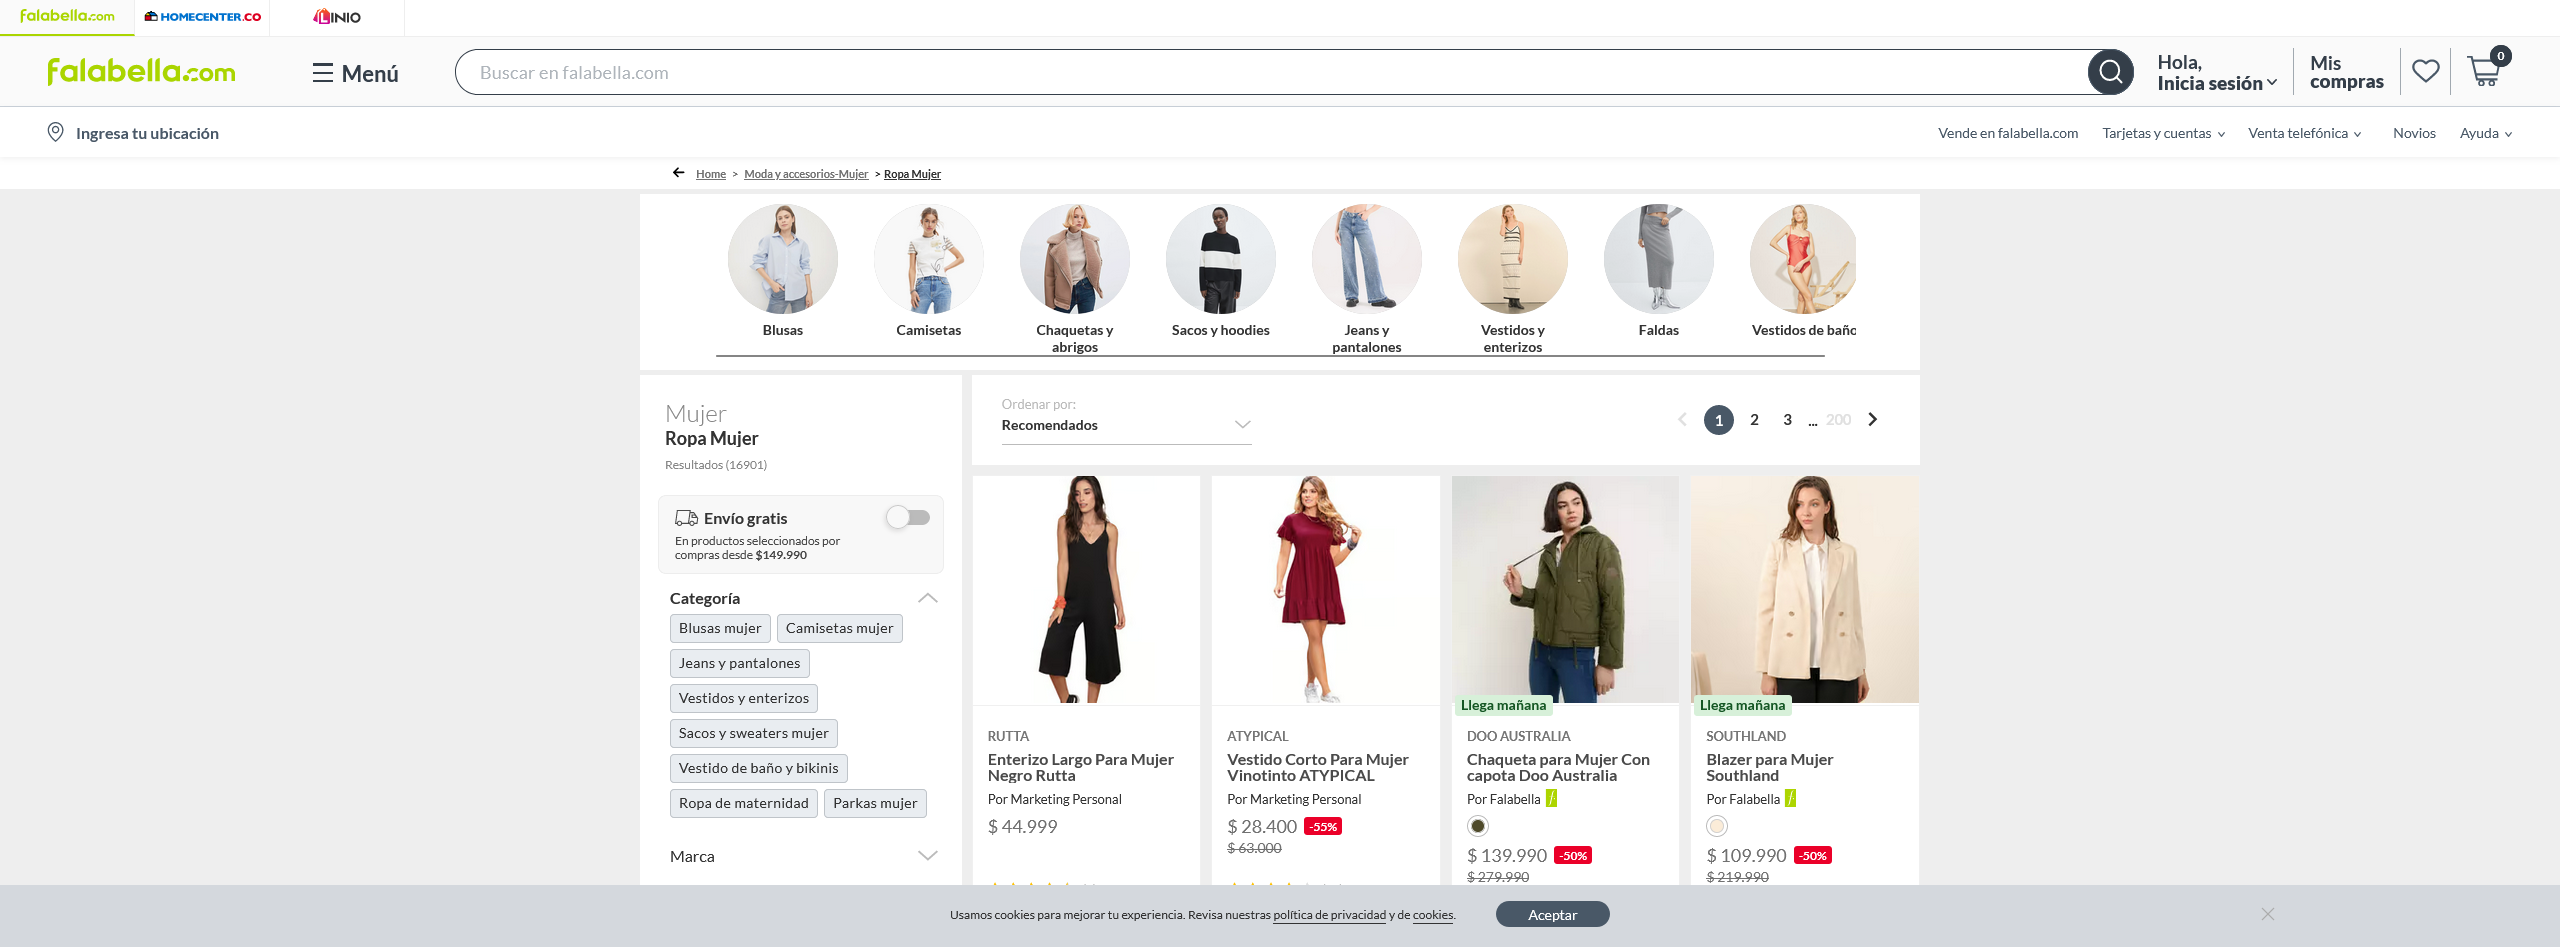 falabella.com
HOMECENTER.CO
LINIO
falabella.com
Menú
Buscar en falabella.com
Hola,
Inicia sesión
Mis
compras
0
Ingresa tu ubicación
Vende en falabella.com
Tarjetas y cuentas
Venta telefónica
Novios
Ayuda
Home > Moda y accesorios-Mujer > Ropa Mujer
Blusas
Camisetas
Chaquetas y
abrigos
Sacos y hoodies
Jeans y
pantalones
Vestidos y
enterizos
Faldas
Vestidos de baño
Mujer
Ropa Mujer
Resultados (16901)
Envío gratis
En productos seleccionados por
compras desde $149.990
Categoría
Blusas mujer
Camisetas mujer
Jeans y pantalones
Vestidos y enterizos
Sacos y sweaters mujer
Vestido de baño y bikinis
Ropa de maternidad
Parkas mujer
Marca
Ordenar por:
Recomendados
1 2 3 ... 200
RUTTA
Enterizo Largo Para Mujer
Negro Rutta
Por Marketing Personal
$ 44.999
ATYPICAL
Vestido Corto Para Mujer
Vinotinto ATYPICAL
Por Marketing Personal
$ 28.400 -55%
$ 63.000
Llega mañana
DOO AUSTRALIA
Chaqueta para Mujer Con
capota Doo Australia
Por Falabella
$ 139.990 -50%
$ 279.990
Llega mañana
SOUTHLAND
Blazer para Mujer
Southland
Por Falabella
$ 109.990 -50%
$ 219.990
Usamos cookies para mejorar tu experiencia. Revisa nuestras política de privacidad y de cookies.
Aceptar